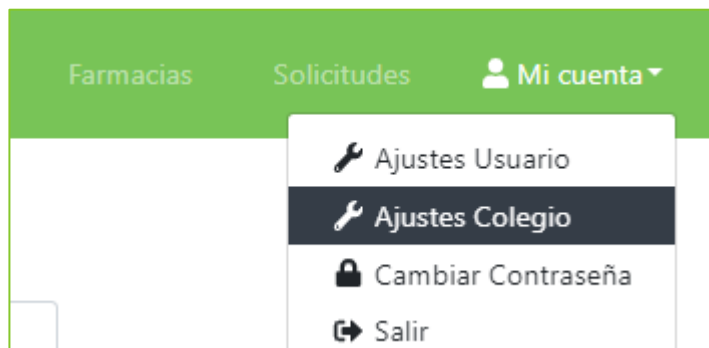 Farmacias Solicitudes Mi cuenta
Ajustes Usuario
Ajustes Colegio
Cambiar Contraseña
Salir